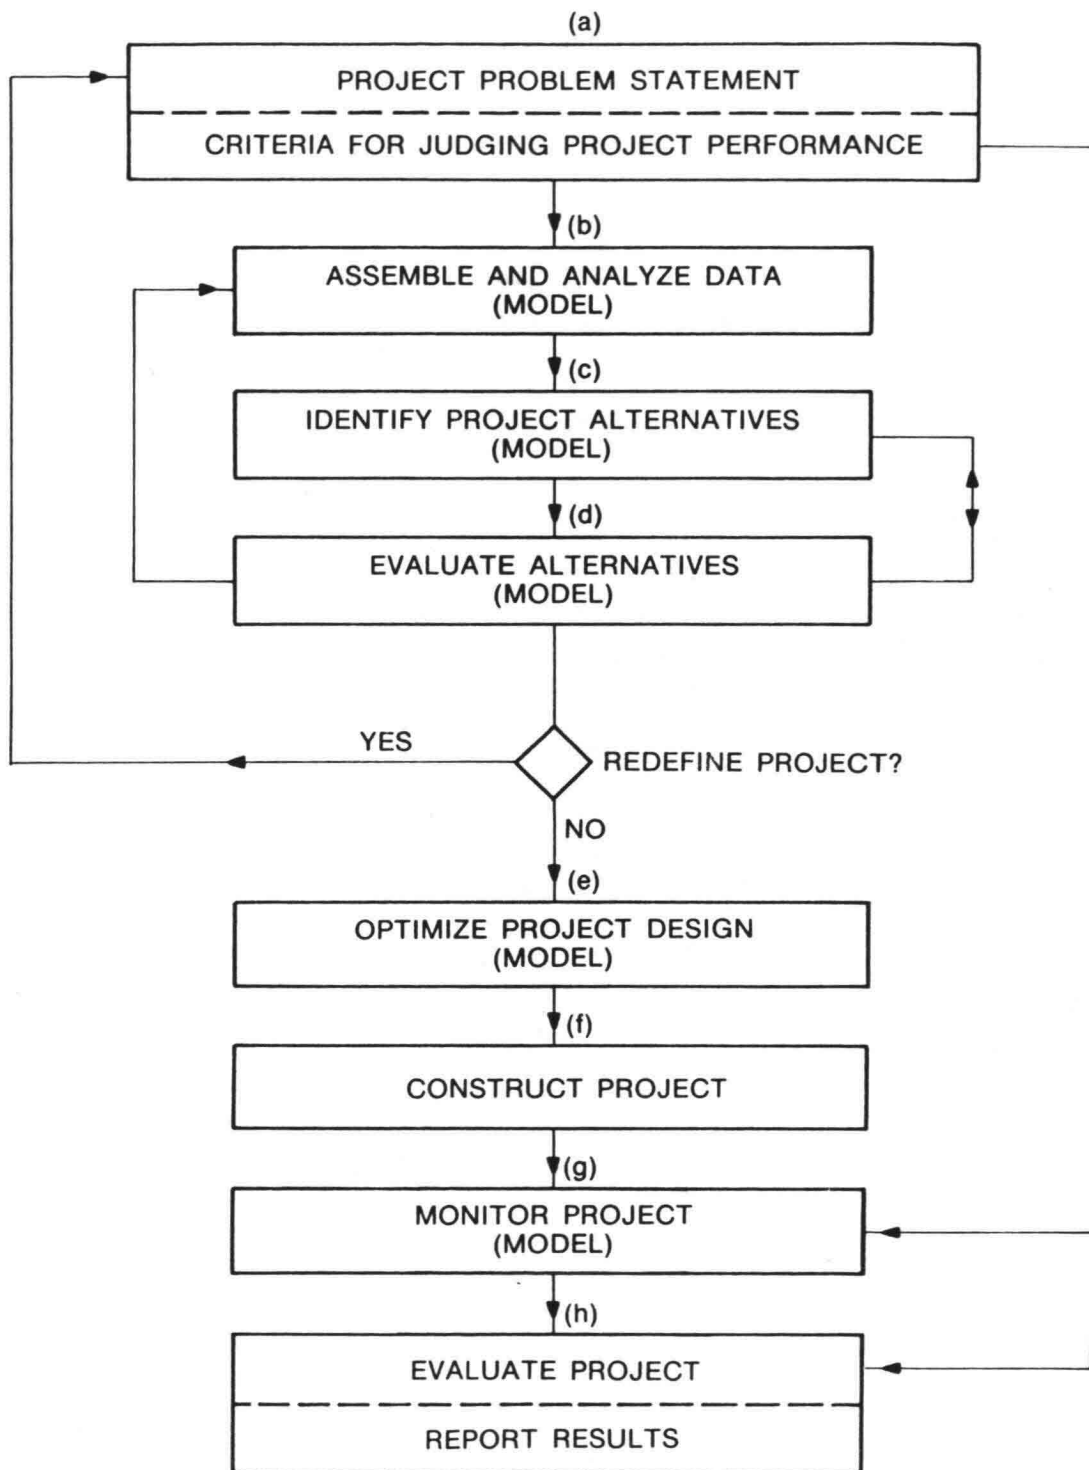 (a)
PROJECT PROBLEM STATEMENT
CRITERIA FOR JUDGING PROJECT PERFORMANCE
(b)
ASSEMBLE AND ANALYZE DATA
(MODEL)
(c)
IDENTIFY PROJECT ALTERNATIVES
(MODEL)
(d)
EVALUATE ALTERNATIVES
(MODEL)
YES
REDEFINE PROJECT?
NO
(e)
OPTIMIZE PROJECT DESIGN
(MODEL)
(f)
CONSTRUCT PROJECT
(g)
MONITOR PROJECT
(MODEL)
(h)
EVALUATE PROJECT
REPORT RESULTS